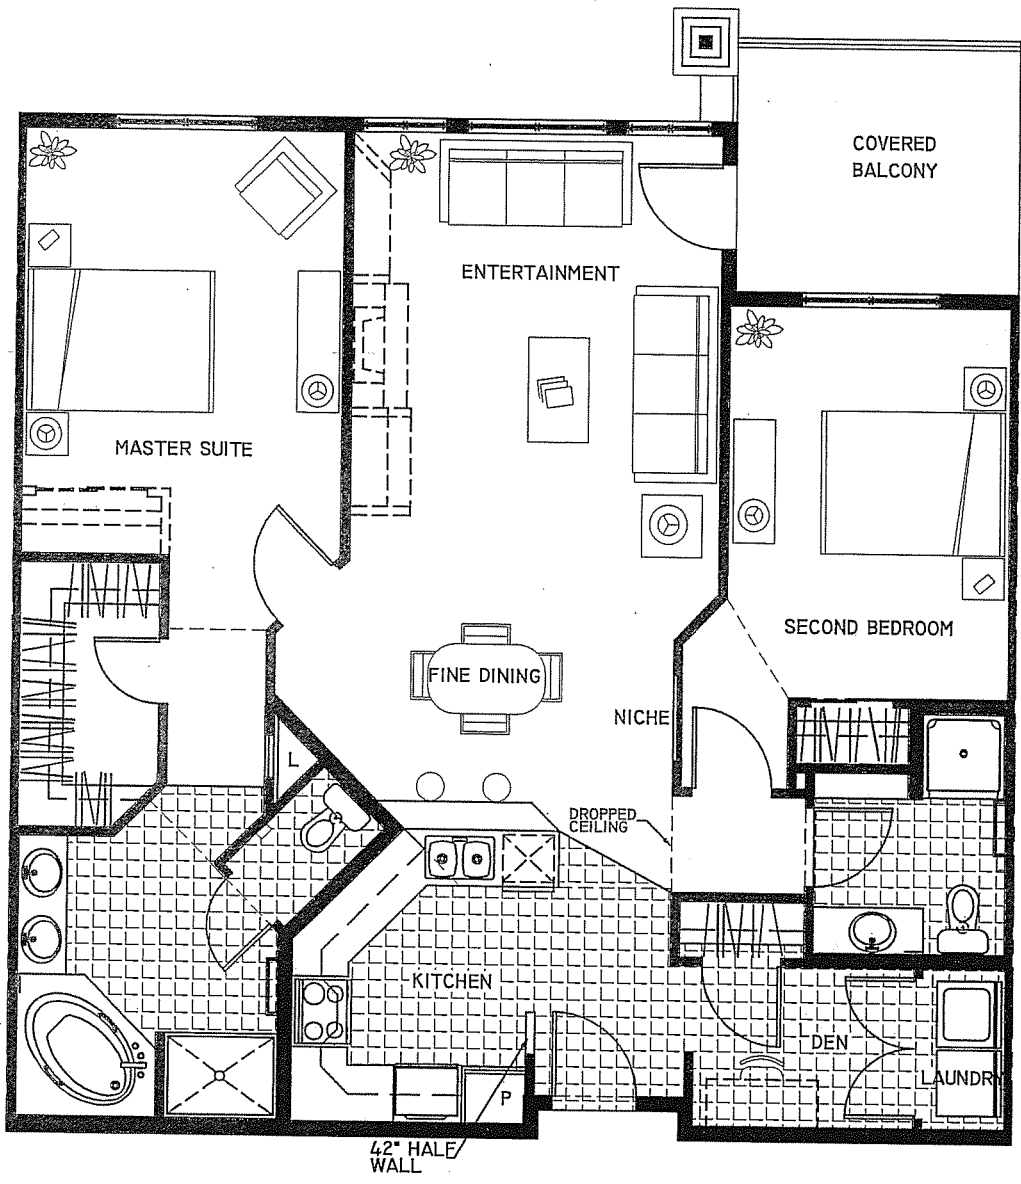 COVERED
BALCONY
ENTERTAINMENT
MASTER SUITE
SECOND BEDROOM
FINE DINING
NICHE
L
DROPPED
CEILING
KITCHEN
DEN
LAUNDRY
P
42" HALF
WALL